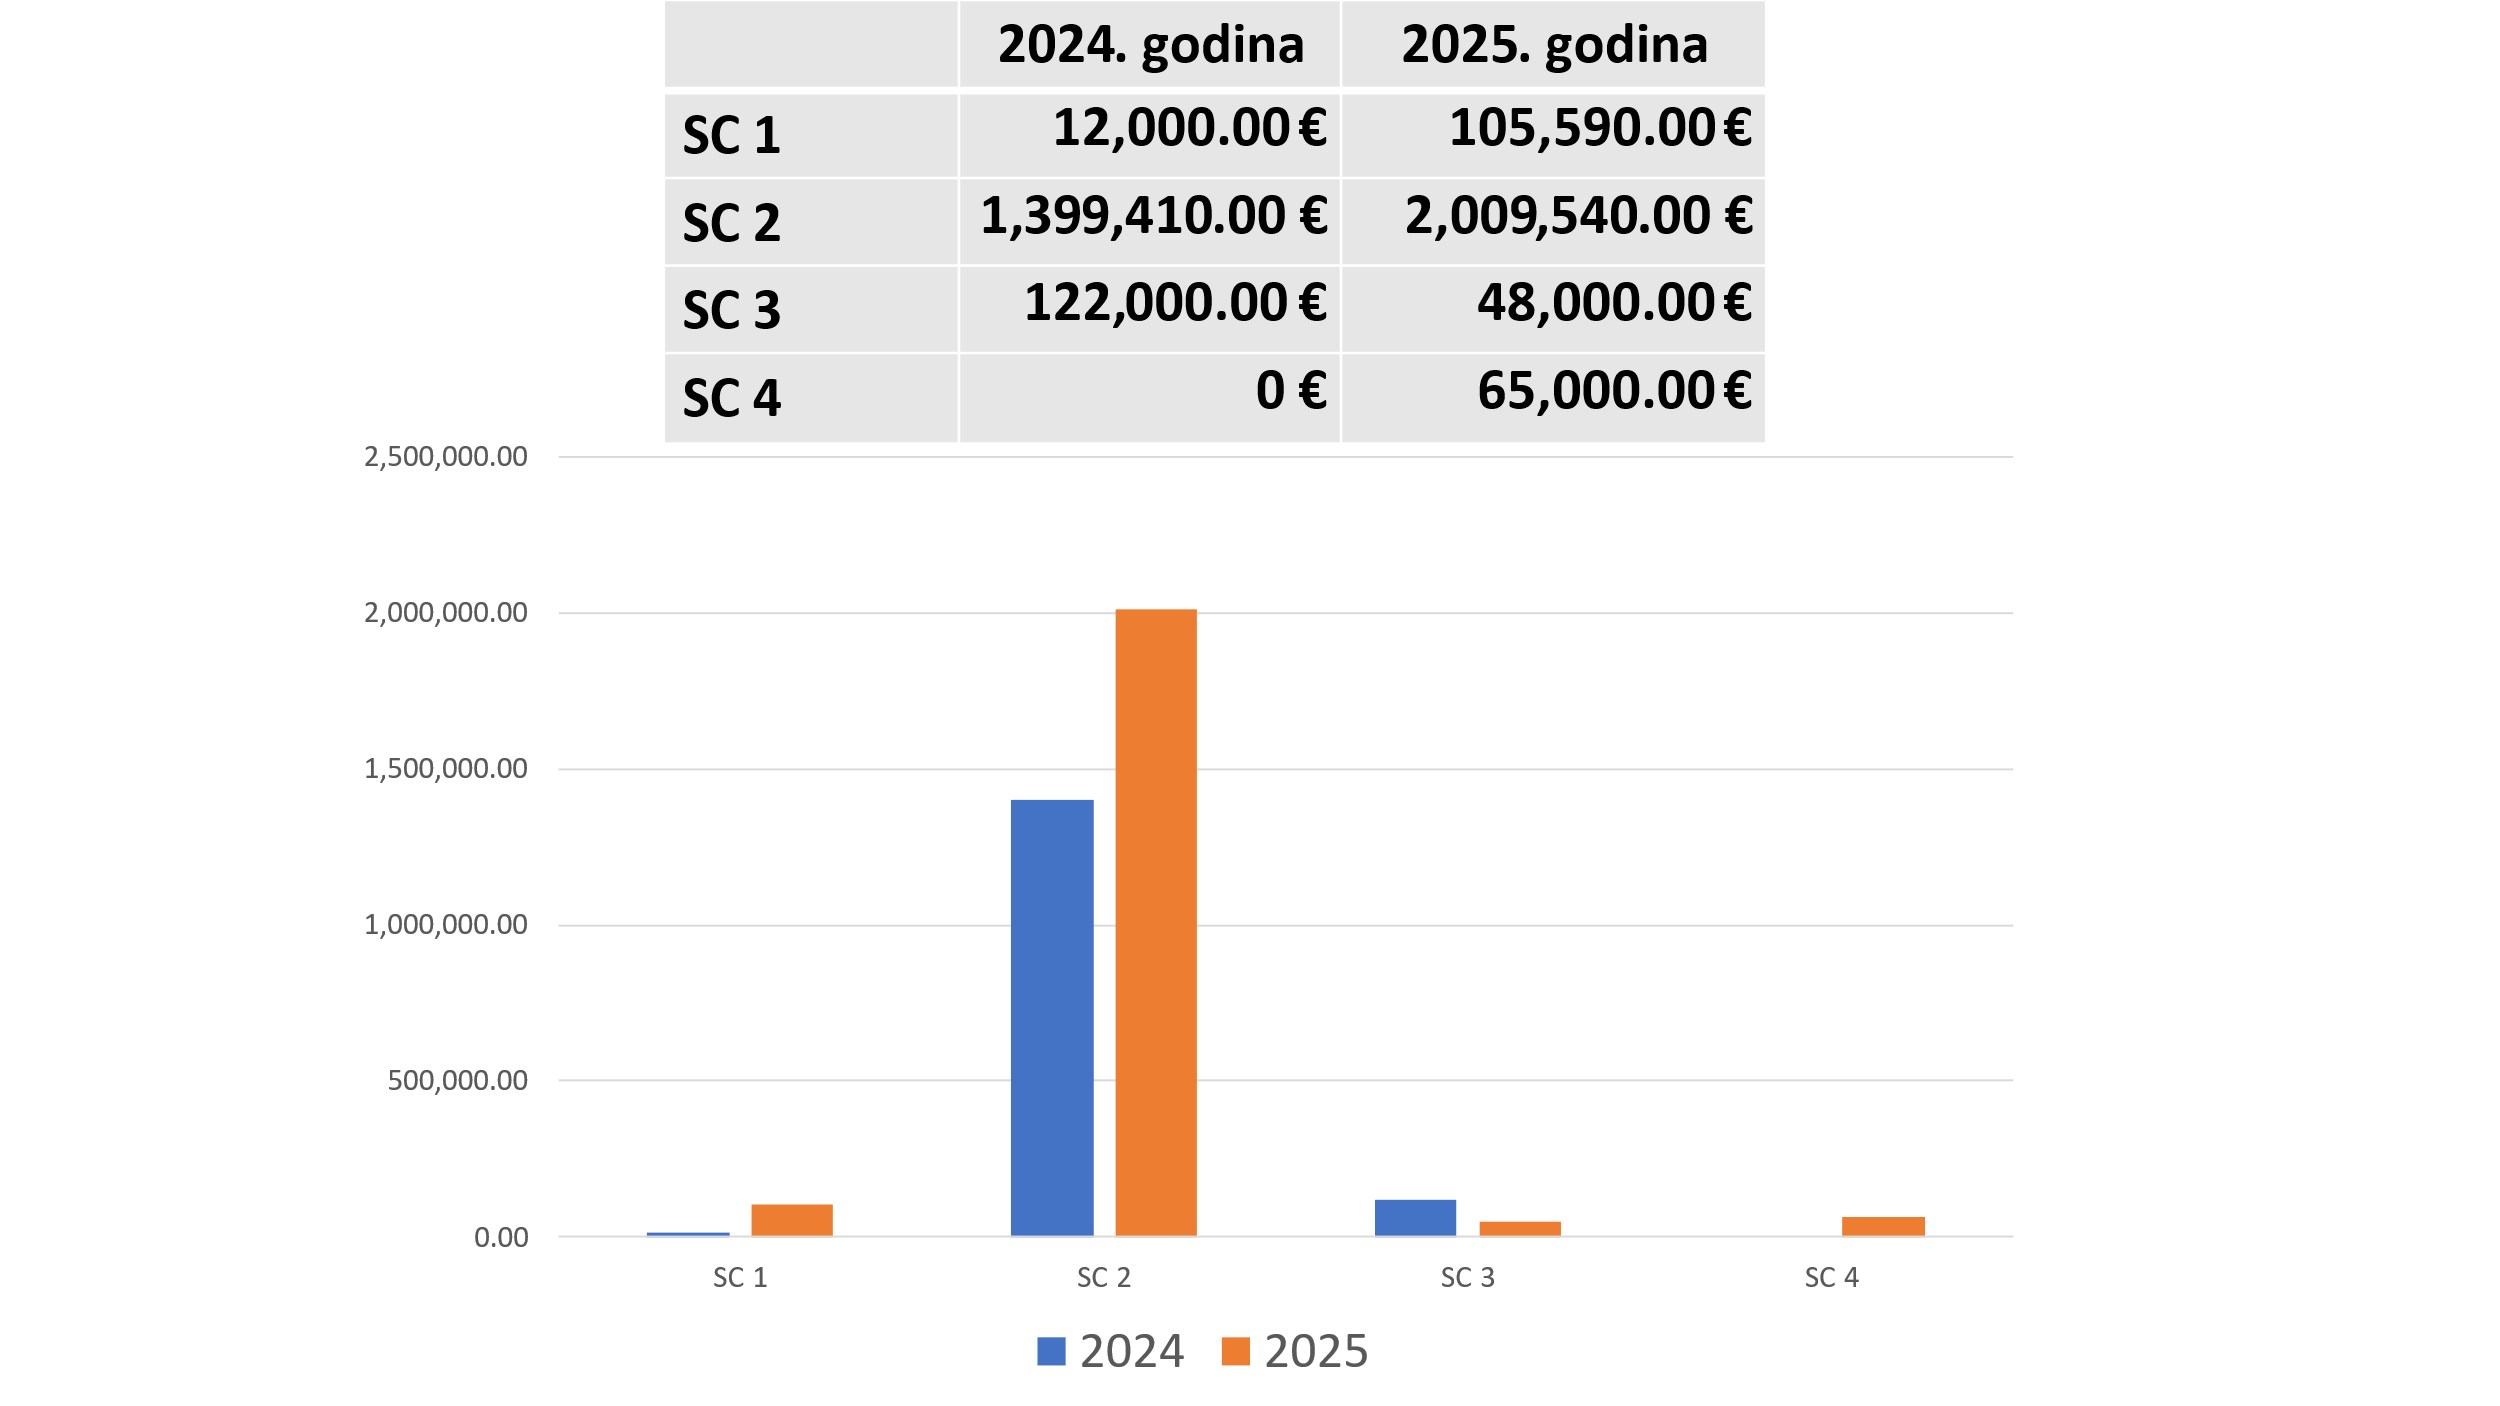 2024. godina 2025. godina
SC 1 12,000.00 € 105,590.00 €
SC 2 1,399,410.00 € 2,009,540.00 €
SC 3 122,000.00 € 48,000.00 €
SC 4 0 € 65,000.00 €
2,500,000.00
2,000,000.00
1,500,000.00
1,000,000.00
500,000.00
0.00
SC 1 SC 2 SC 3 SC 4
2024 2025